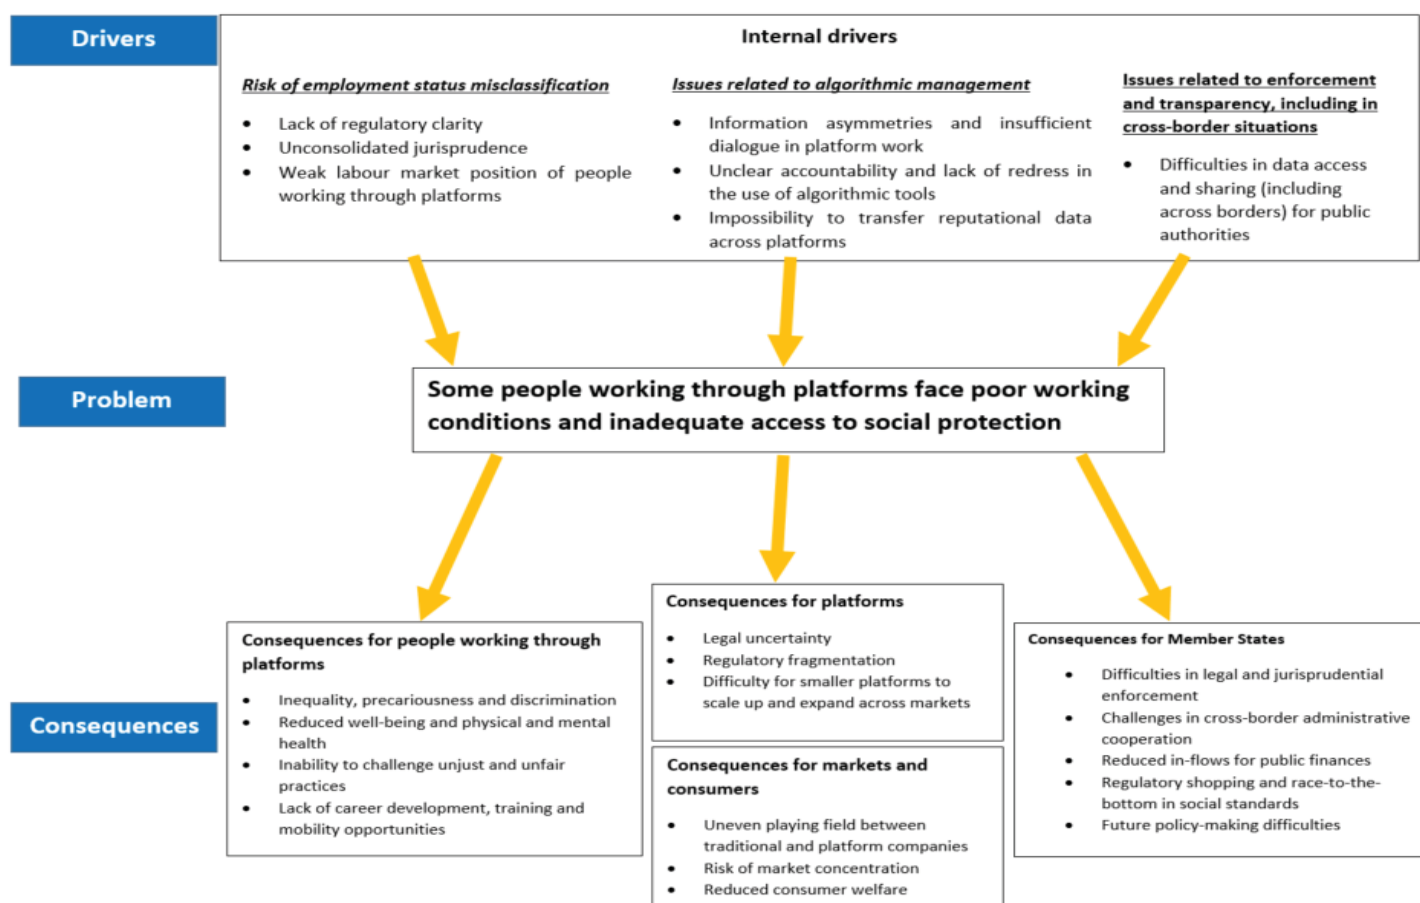 Drivers
Internal drivers
Risk of employment status misclassification
• Lack of regulatory clarity
• Unconsolidated jurisprudence
• Weak labour market position of people
working through platforms
Issues related to algorithmic management
• Information asymmetries and insufficient
dialogue in platform work
• Unclear accountability and lack of redress in
the use of algorithmic tools
• Impossibility to transfer reputational data
across platforms
Issues related to enforcement
and transparency, including in
cross-border situations
• Difficulties in data access
and sharing (including
across borders) for public
authorities
Problem
Some people working through platforms face poor working
conditions and inadequate access to social protection
Consequences
Consequences for people working through
platforms
• Inequality, precariousness and discrimination
• Reduced well-being and physical and mental
health
• Inability to challenge unjust and unfair
practices
• Lack of career development, training and
mobility opportunities
Consequences for platforms
• Legal uncertainty
• Regulatory fragmentation
• Difficulty for smaller platforms to
scale up and expand across markets
Consequences for markets and
consumers
• Uneven playing field between
traditional and platform companies
• Risk of market concentration
• Reduced consumer welfare
Consequences for Member States
• Difficulties in legal and jurisprudential
enforcement
• Challenges in cross-border administrative
cooperation
• Reduced in-flows for public finances
• Regulatory shopping and race-to-the-
bottom in social standards
• Future policy-making difficulties